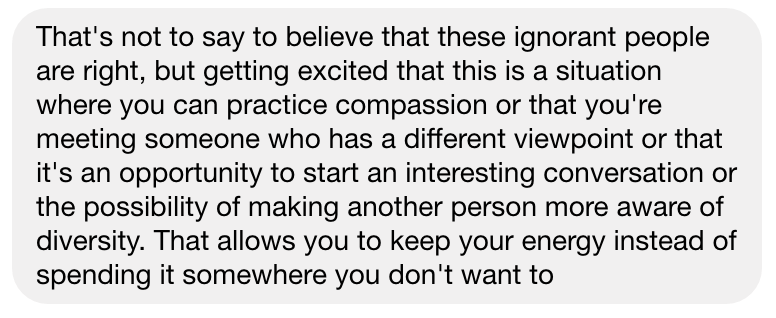 That's not to say to believe that these ignorant people
are right, but getting excited that this is a situation
where you can practice compassion or that you're
meeting someone who has a different viewpoint or that
it's an opportunity to start an interesting conversation or
the possibility of making another person more aware of
diversity. That allows you to keep your energy instead of
spending it somewhere you don't want to